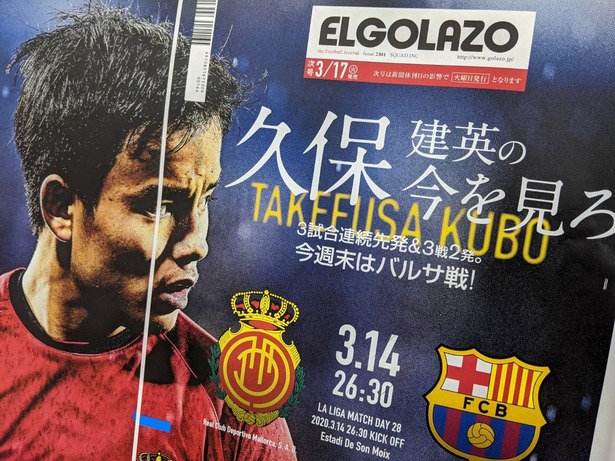 ELGOLAZO
the Football Journal Issue 2301 SQUAD,INC http://www.golazo.jp/
次号 3/17 火 発売 次号は新聞休刊日の影響で 火曜日発行 となります
久保 建英の
今を見ろ
TAKEFUSA KUBO
3試合連続先発&3戦2発。
今週末はバルサ戦!
3.14
26:30
LA LIGA MATCH DAY 28
2020.3.14 26:30 KICK OFF
Estadi De Son Moix
Real Club Deportivo Mallorca, S. A. D.
FCB